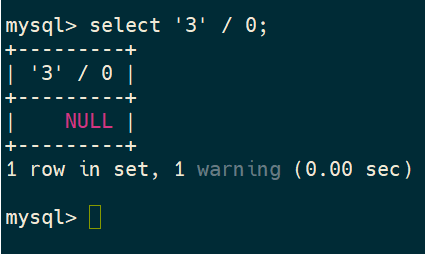 mysql> select '3' / 0;
+---------+
| '3' / 0 |
+---------+
|    NULL |
+---------+
1 row in set, 1 warning (0.00 sec)
mysql>